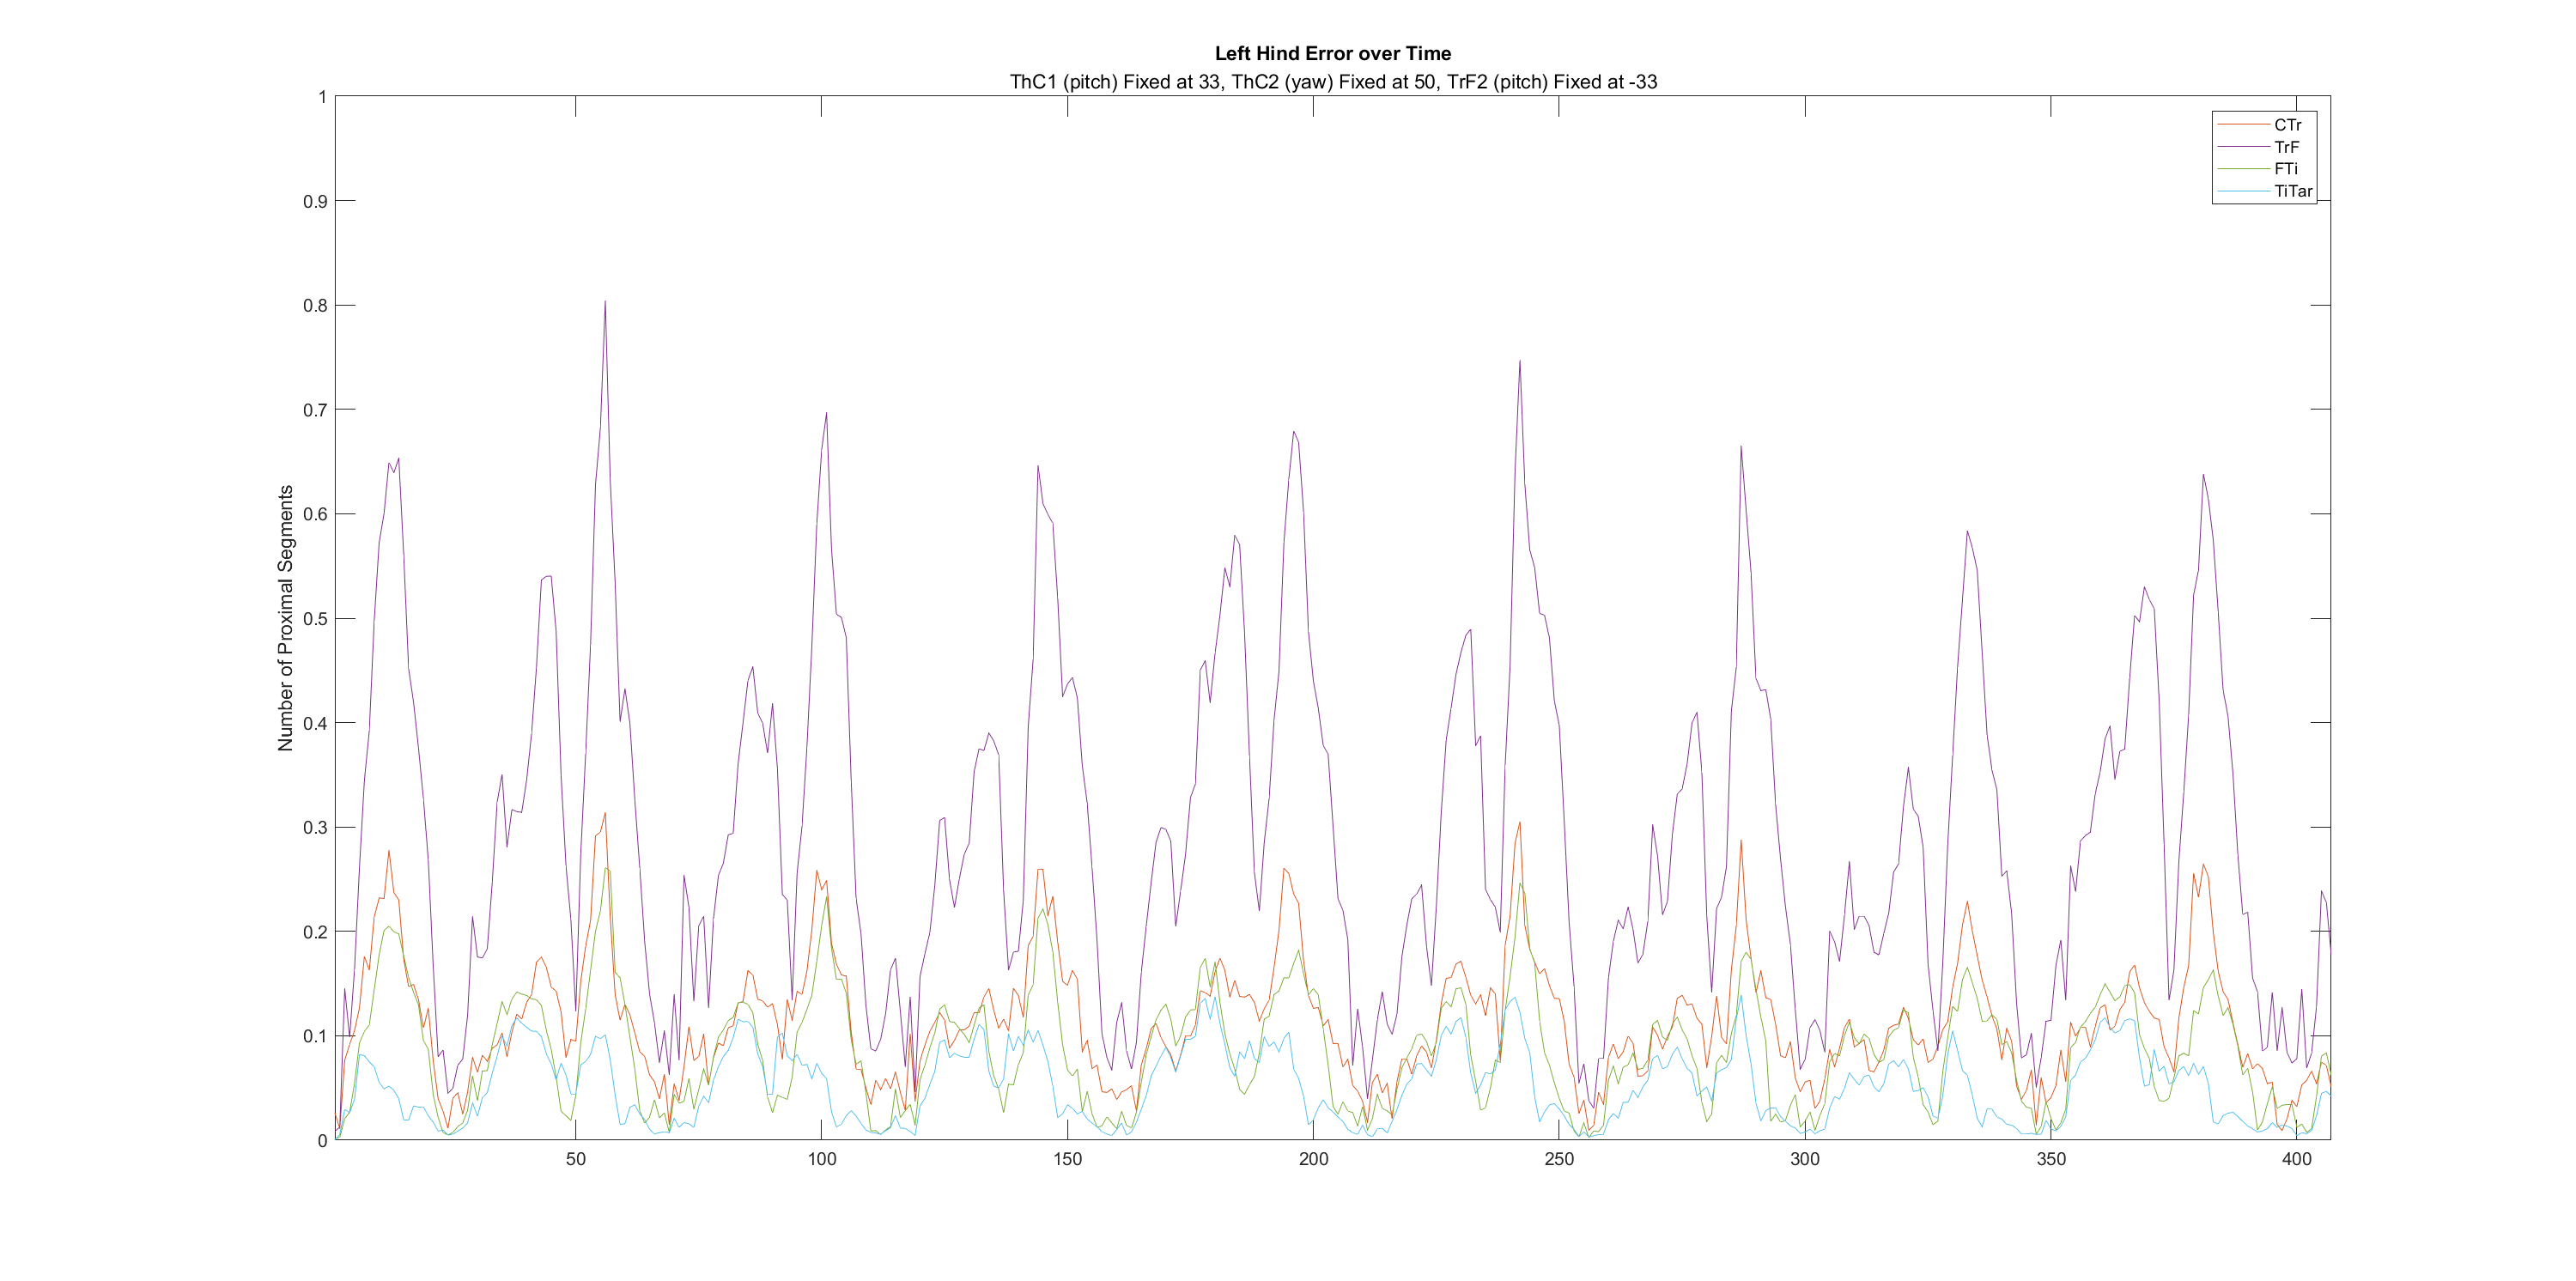 Left Hind Error over Time
ThC1 (pitch) Fixed at 33, ThC2 (yaw) Fixed at 50, TrF2 (pitch) Fixed at -33
Number of Proximal Segments
1
0.9
0.8
0.7
0.6
0.5
0.4
0.3
0.2
0.1
0
50
100
150
200
250
300
350
400
CTr
TrF
FTi
TiTar